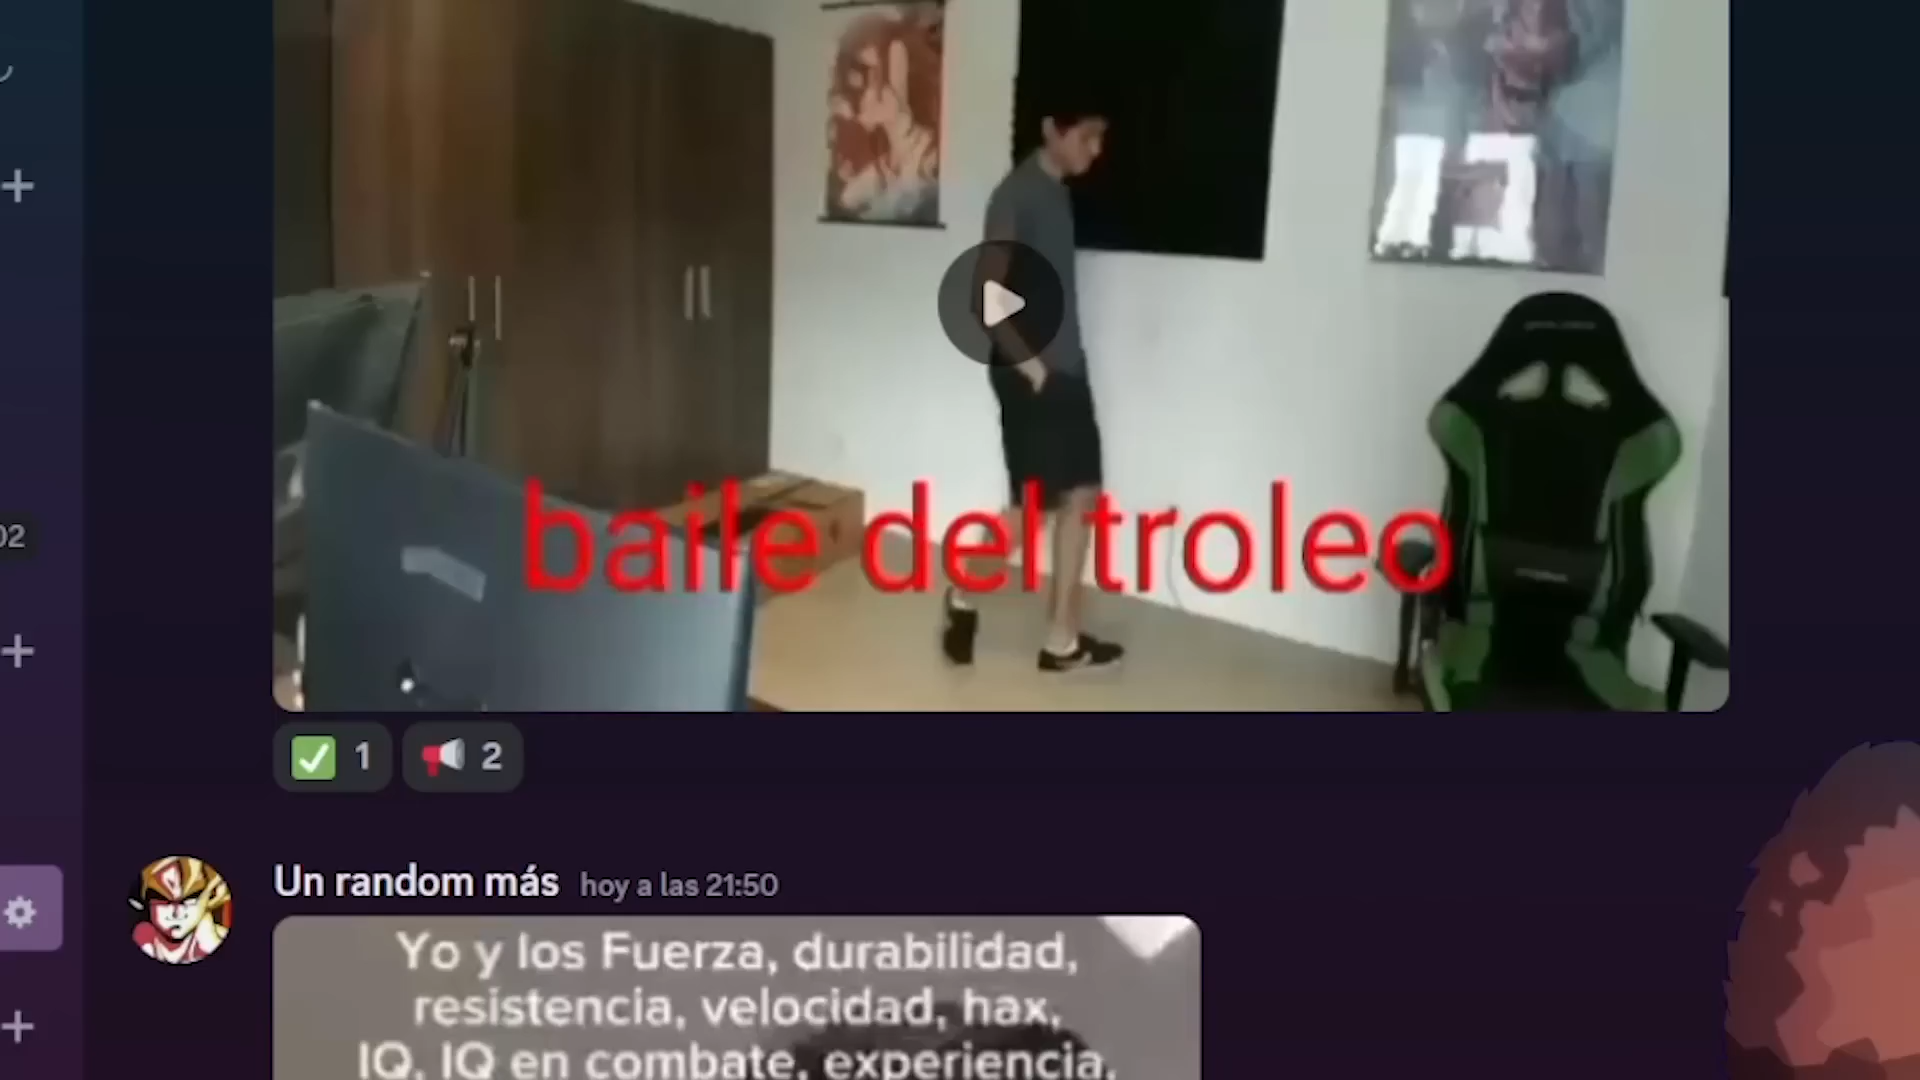 baile del troleo
02
1
2
Un random más hoy a las 21:50
Yo y los Fuerza, durabilidad,
resistencia, velocidad, hax,
IQ, IQ en combate, experiencia,